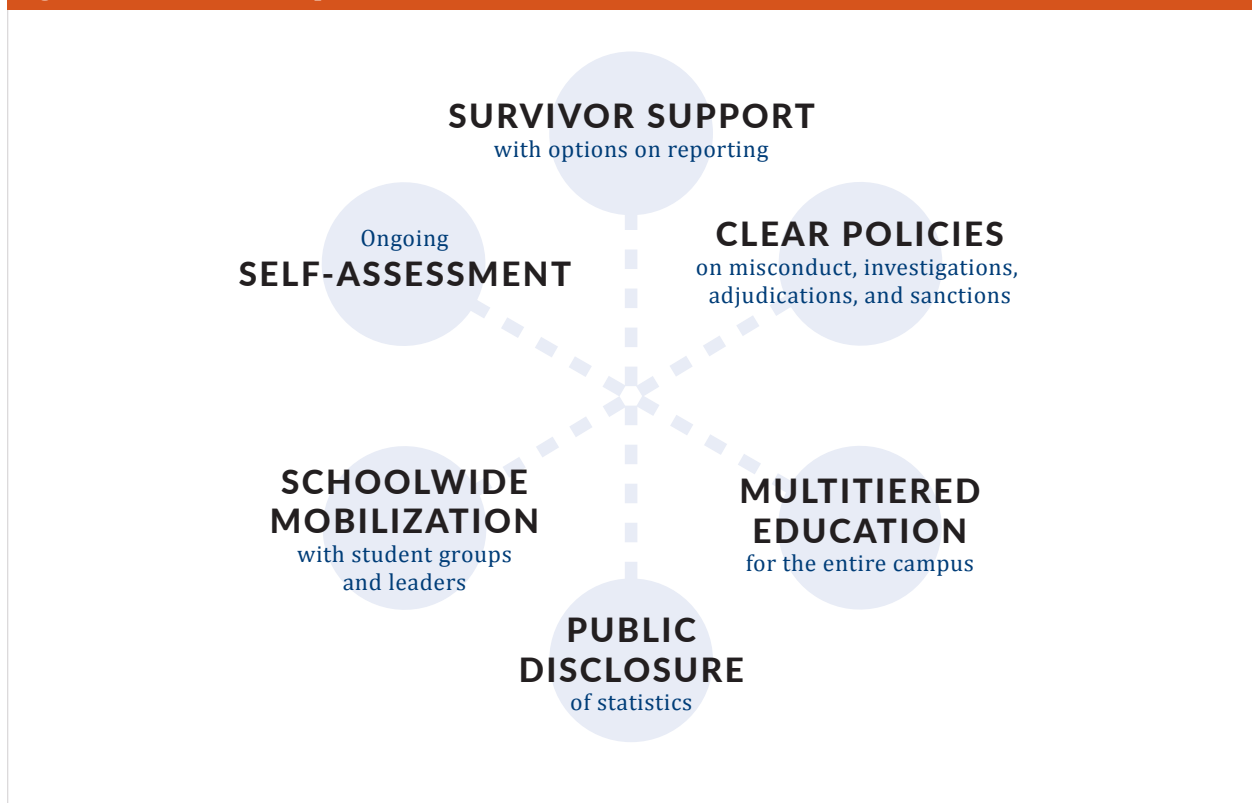 SURVIVOR SUPPORT
with options on reporting
Ongoing
SELF-ASSESSMENT
CLEAR POLICIES
on misconduct, investigations,
adjudications, and sanctions
SCHOOLWIDE
MOBILIZATION
with student groups
and leaders
MULTITIERED
EDUCATION
for the entire campus
PUBLIC
DISCLOSURE
of statistics